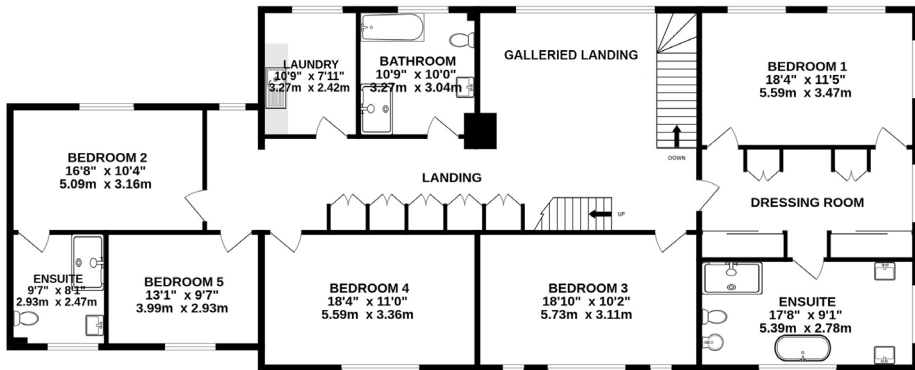 LAUNDRY
10'9" x 7'11"
3.27m x 2.42m
BATHROOM
10'9" x 10'0"
3.27m x 3.04m
GALLERIED LANDING
BEDROOM 1
18'4" x 11'5"
5.59m x 3.47m
DOWN
BEDROOM 2
16'8" x 10'4"
5.09m x 3.16m
LANDING
UP
DRESSING ROOM
ENSUITE
9'7" x 8'1"
2.93m x 2.47m
BEDROOM 5
13'1" x 9'7"
3.99m x 2.93m
BEDROOM 4
18'4" x 11'0"
5.59m x 3.36m
BEDROOM 3
18'10" x 10'2"
5.73m x 3.11m
ENSUITE
17'8" x 9'1"
5.39m x 2.78m